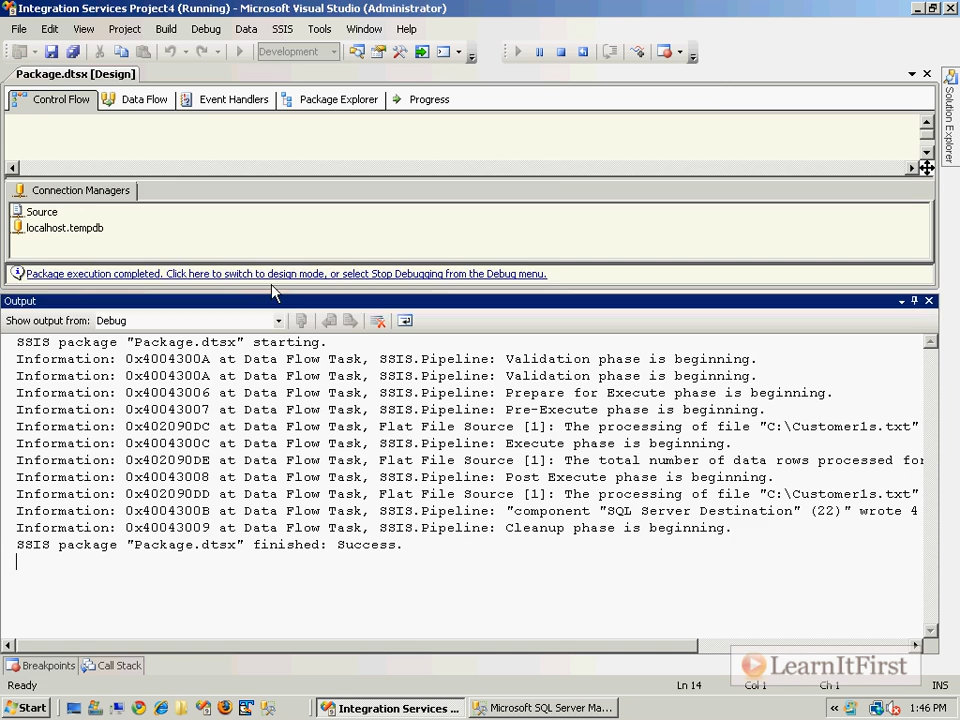 Integration Services Project4 (Running) - Microsoft Visual Studio (Administrator)
File Edit View Project Build Debug Data SSIS Tools Window Help
Development
Package.dtsx [Design]
Control Flow Data Flow Event Handlers Package Explorer Progress
Solution Explorer
Connection Managers
Source
localhost.tempdb
Package execution completed. Click here to switch to design mode, or select Stop Debugging from the Debug menu.
Output
Show output from: Debug
SSIS package "Package.dtsx" starting.
Information: 0x4004300A at Data Flow Task, SSIS.Pipeline: Validation phase is beginning.
Information: 0x4004300A at Data Flow Task, SSIS.Pipeline: Validation phase is beginning.
Information: 0x40043006 at Data Flow Task, SSIS.Pipeline: Prepare for Execute phase is beginning.
Information: 0x40043007 at Data Flow Task, SSIS.Pipeline: Pre-Execute phase is beginning.
Information: 0x402090DC at Data Flow Task, Flat File Source [1]: The processing of file "C:\Customer1s.txt"
Information: 0x4004300C at Data Flow Task, SSIS.Pipeline: Execute phase is beginning.
Information: 0x402090DE at Data Flow Task, Flat File Source [1]: The total number of data rows processed for
Information: 0x40043008 at Data Flow Task, SSIS.Pipeline: Post Execute phase is beginning.
Information: 0x402090DD at Data Flow Task, Flat File Source [1]: The processing of file "C:\Customer1s.txt"
Information: 0x4004300B at Data Flow Task, SSIS.Pipeline: "component "SQL Server Destination" (22)" wrote 4
Information: 0x40043009 at Data Flow Task, SSIS.Pipeline: Cleanup phase is beginning.
SSIS package "Package.dtsx" finished: Success.
Breakpoints Call Stack
LearnItFirst
Ready Ln 14 Col 1 Ch 1 INS
Start Integration Services ... Microsoft SQL Server Ma... 1:46 PM